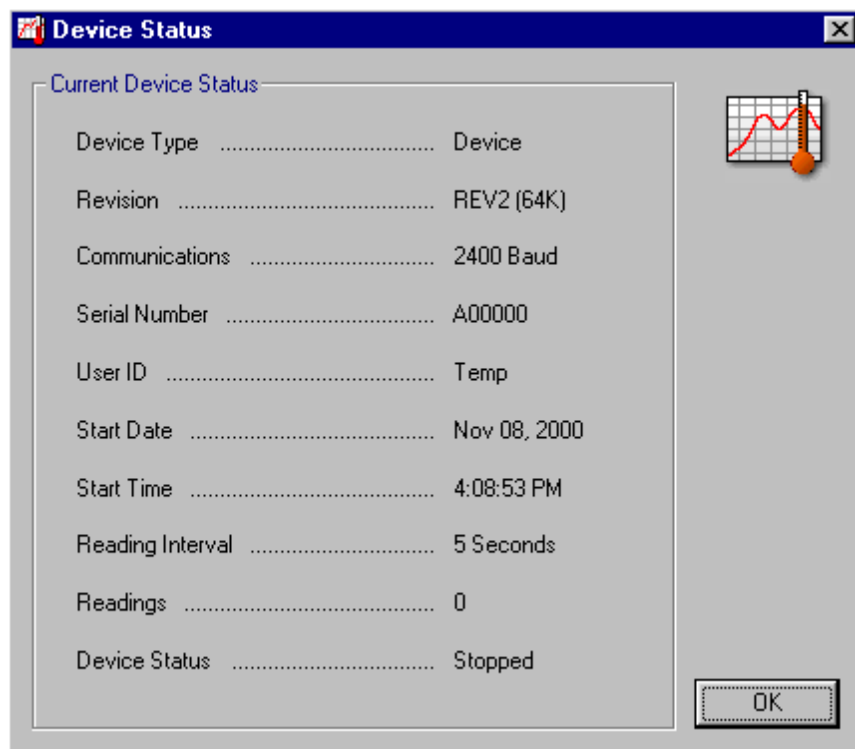 Device Status
Current Device Status
Device Type .................................... Device
Revision ........................................... REV2 (64K)
Communications ............................... 2400 Baud
Serial Number ................................... A00000
User ID ............................................. Temp
Start Date ......................................... Nov 08, 2000
Start Time ......................................... 4:08:53 PM
Reading Interval ............................... 5 Seconds
Readings .......................................... 0
Device Status .................................. Stopped
OK